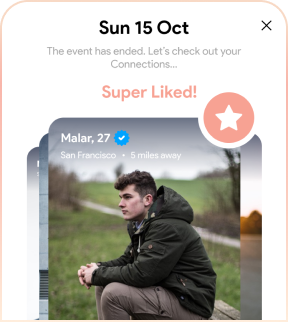 Sun 15 Oct
The event has ended. Let's check out your
Connections...
Super Liked!
Malar, 27
San Francisco • 5 miles away